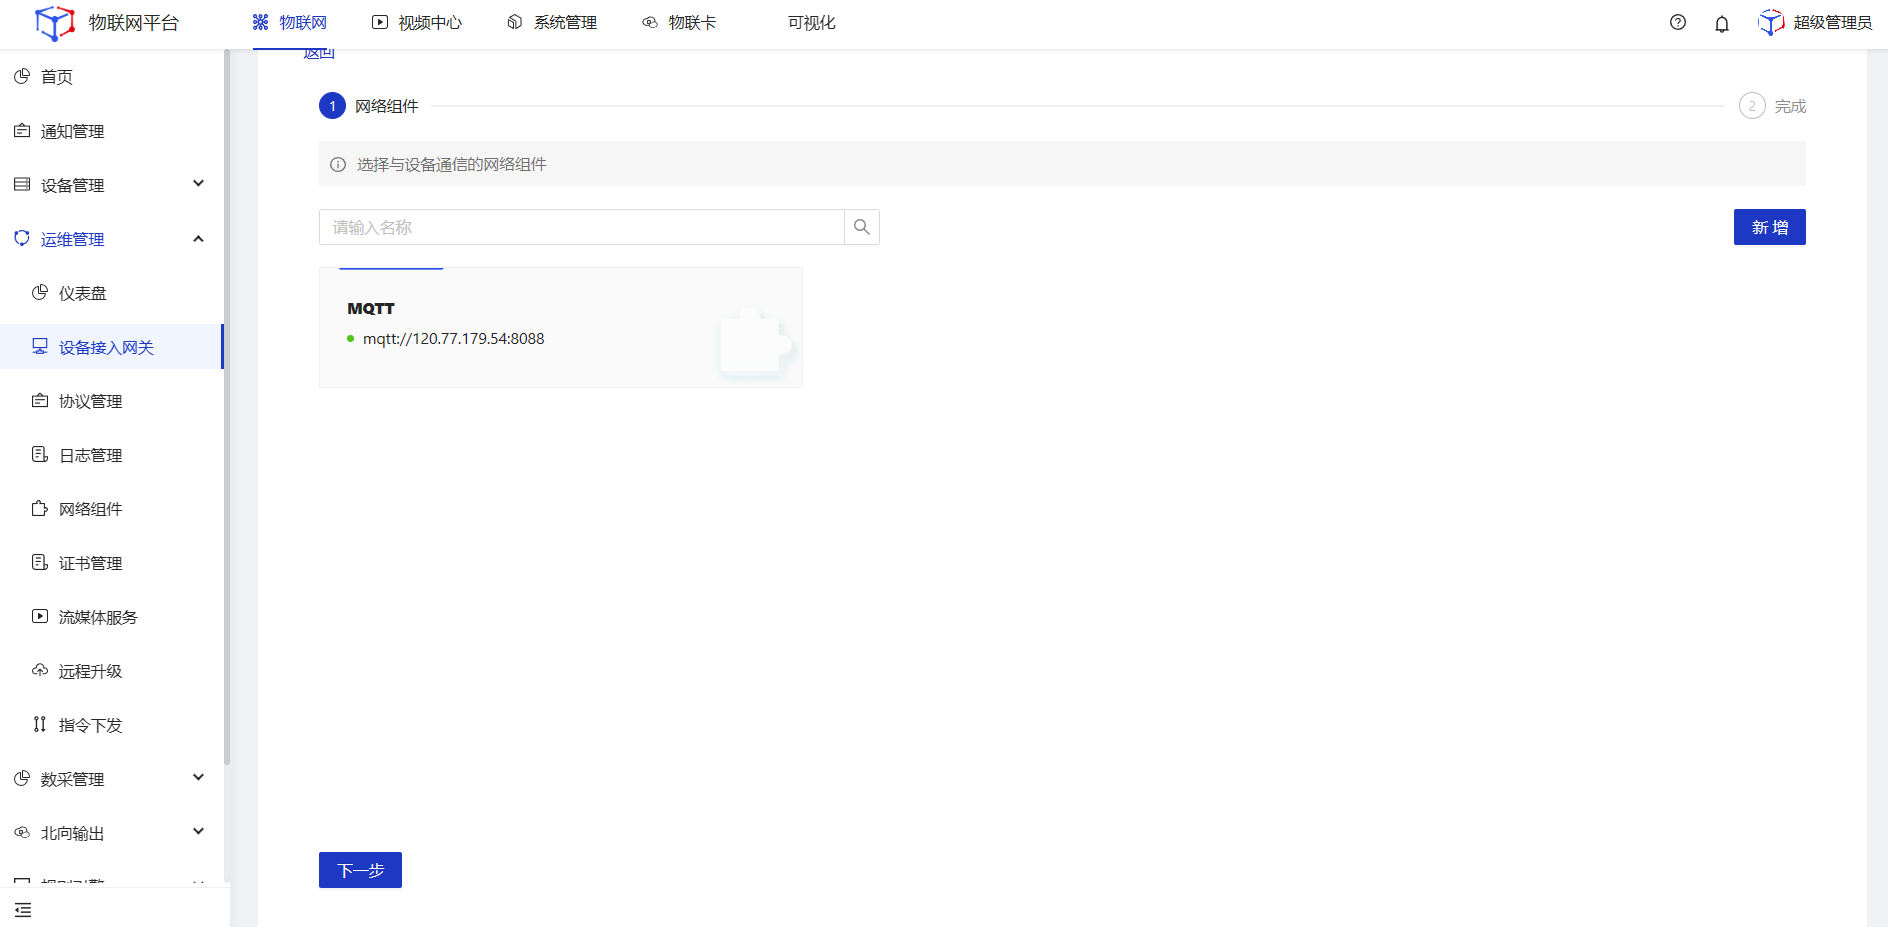 物联网平台
物联网
视频中心
系统管理
物联卡
可视化
超级管理员
首页
通知管理
设备管理
运维管理
仪表盘
设备接入网关
协议管理
日志管理
网络组件
证书管理
流媒体服务
远程升级
指令下发
数采管理
北向输出
返回
1 网络组件
2 完成
选择与设备通信的网络组件
请输入名称
新增
MQTT
mqtt://120.77.179.54:8088
下一步